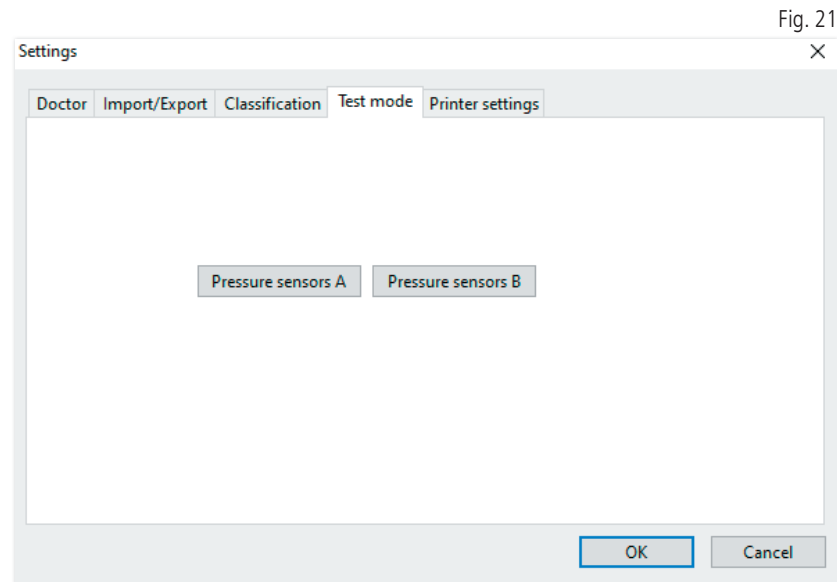 Fig. 21
Settings
Doctor Import/Export Classification Test mode Printer settings
Pressure sensors A Pressure sensors B
OK Cancel